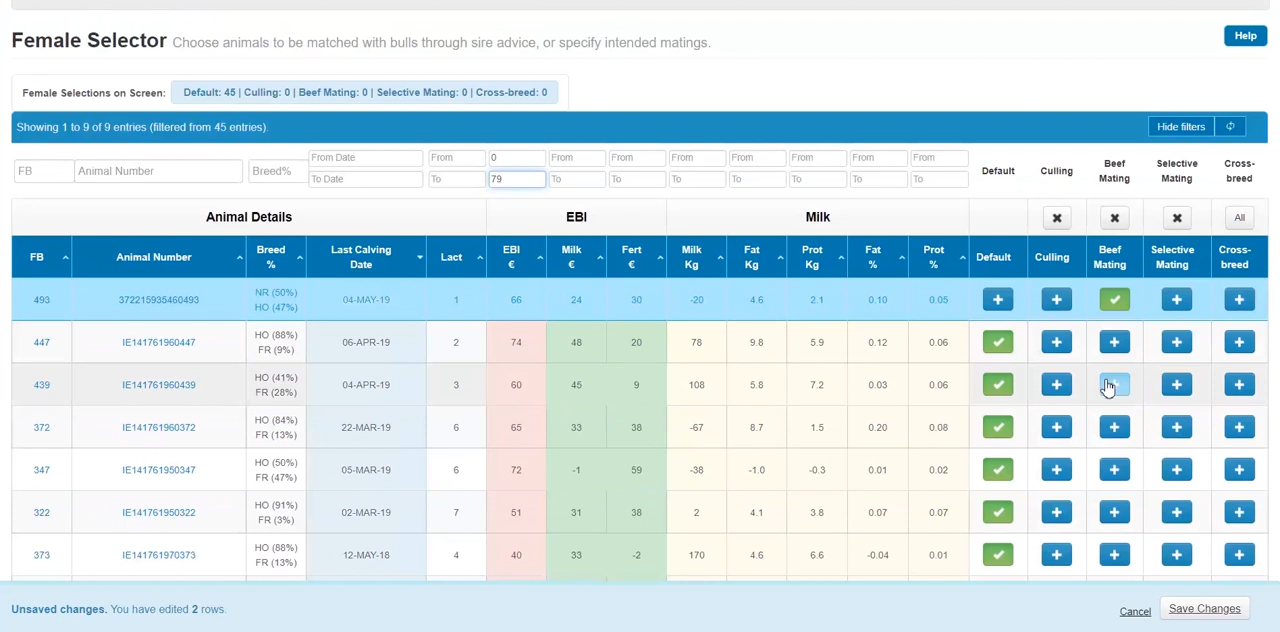 Female Selector Choose animals to be matched with bulls through sire advice, or specify intended matings. Help
Female Selections on Screen: Default: 45 | Culling: 0 | Beef Mating: 0 | Selective Mating: 0 | Cross-breed: 0
Showing 1 to 9 of 9 entries (filtered from 45 entries). Hide filters
From Date From 0 From From From From From From From
FB Animal Number Breed% Default Culling Beef Mating Selective Mating Cross-breed
To Date To 79 To To To To To To To
Animal Details EBI Milk All
FB Animal Number Breed % Last Calving Date Lact EBI € Milk € Fert € Milk Kg Fat Kg Prot Kg Fat % Prot % Default Culling Beef Mating Selective Mating Cross-breed
493 372215935460493 NR (50%) HO (47%) 04-MAY-19 1 66 24 30 -20 4.6 2.1 0.10 0.05
447 IE141761960447 HO (88%) FR (9%) 06-APR-19 2 74 48 20 78 9.8 5.9 0.12 0.06
439 IE141761960439 HO (41%) FR (28%) 04-APR-19 3 60 45 9 108 5.8 7.2 0.03 0.06
372 IE141761960372 HO (84%) FR (13%) 22-MAR-19 6 65 33 38 -67 8.7 1.5 0.20 0.08
347 IE141761950347 HO (50%) FR (47%) 05-MAR-19 6 72 -1 59 -38 -1.0 -0.3 0.01 0.02
322 IE141761950322 HO (91%) FR (3%) 02-MAR-19 7 51 31 38 2 4.1 3.8 0.07 0.07
373 IE141761970373 HO (88%) FR (13%) 12-MAY-18 4 40 33 -2 170 4.6 6.6 -0.04 0.01
Unsaved changes. You have edited 2 rows. Cancel Save Changes